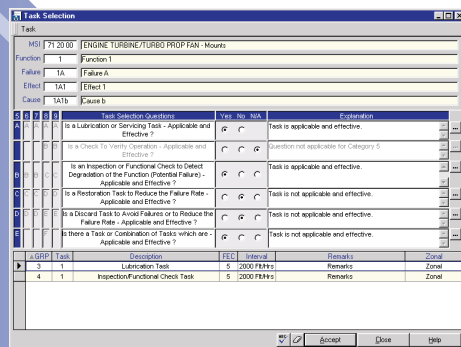 Task Selection
Task
MSI 71 20 00 ENGINE TURBINE/TURBO PROP FAN - Mounts
Function 1 Function 1
Failure 1A Failure A
Effect 1A1 Effect 1
Cause 1A1b Cause b
5 6 7 8 9 Task Selection Questions Yes No N/A Explanation
A A A A A Is a Lubrication or Servicing Task - Applicable and Task is applicable and effective. ...
Effective ?
B B Is a Check To Verify Operation - Applicable and Question not applicable for Category 5 ...
Effective ?
Is an Inspection or Functional Check to Detect Task is applicable and effective.
B B B C C Degradation of the Function (Potential Failure) - ...
Applicable and Effective ?
C C C D D Is a Restoration Task to Reduce the Failure Rate - Task is not applicable and effective. ...
Applicable and Effective ?
D D D E E Is a Discard Task to Avoid Failures or to Reduce the Task is not applicable and effective. ...
Failure Rate - Applicable and Effective ?
E F Is there a Task or Combination of Tasks which are - Task is not applicable and effective. ...
Applicable and Effective ?
GRP Task Description FEC Interval Remarks Zonal
3 1 Lubrication Task 5 2000 Flt/Hrs Remarks Zonal
4 1 Inspection/Functional Check Task 5 2000 Flt/Hrs Remarks Zonal
Accept Close Help